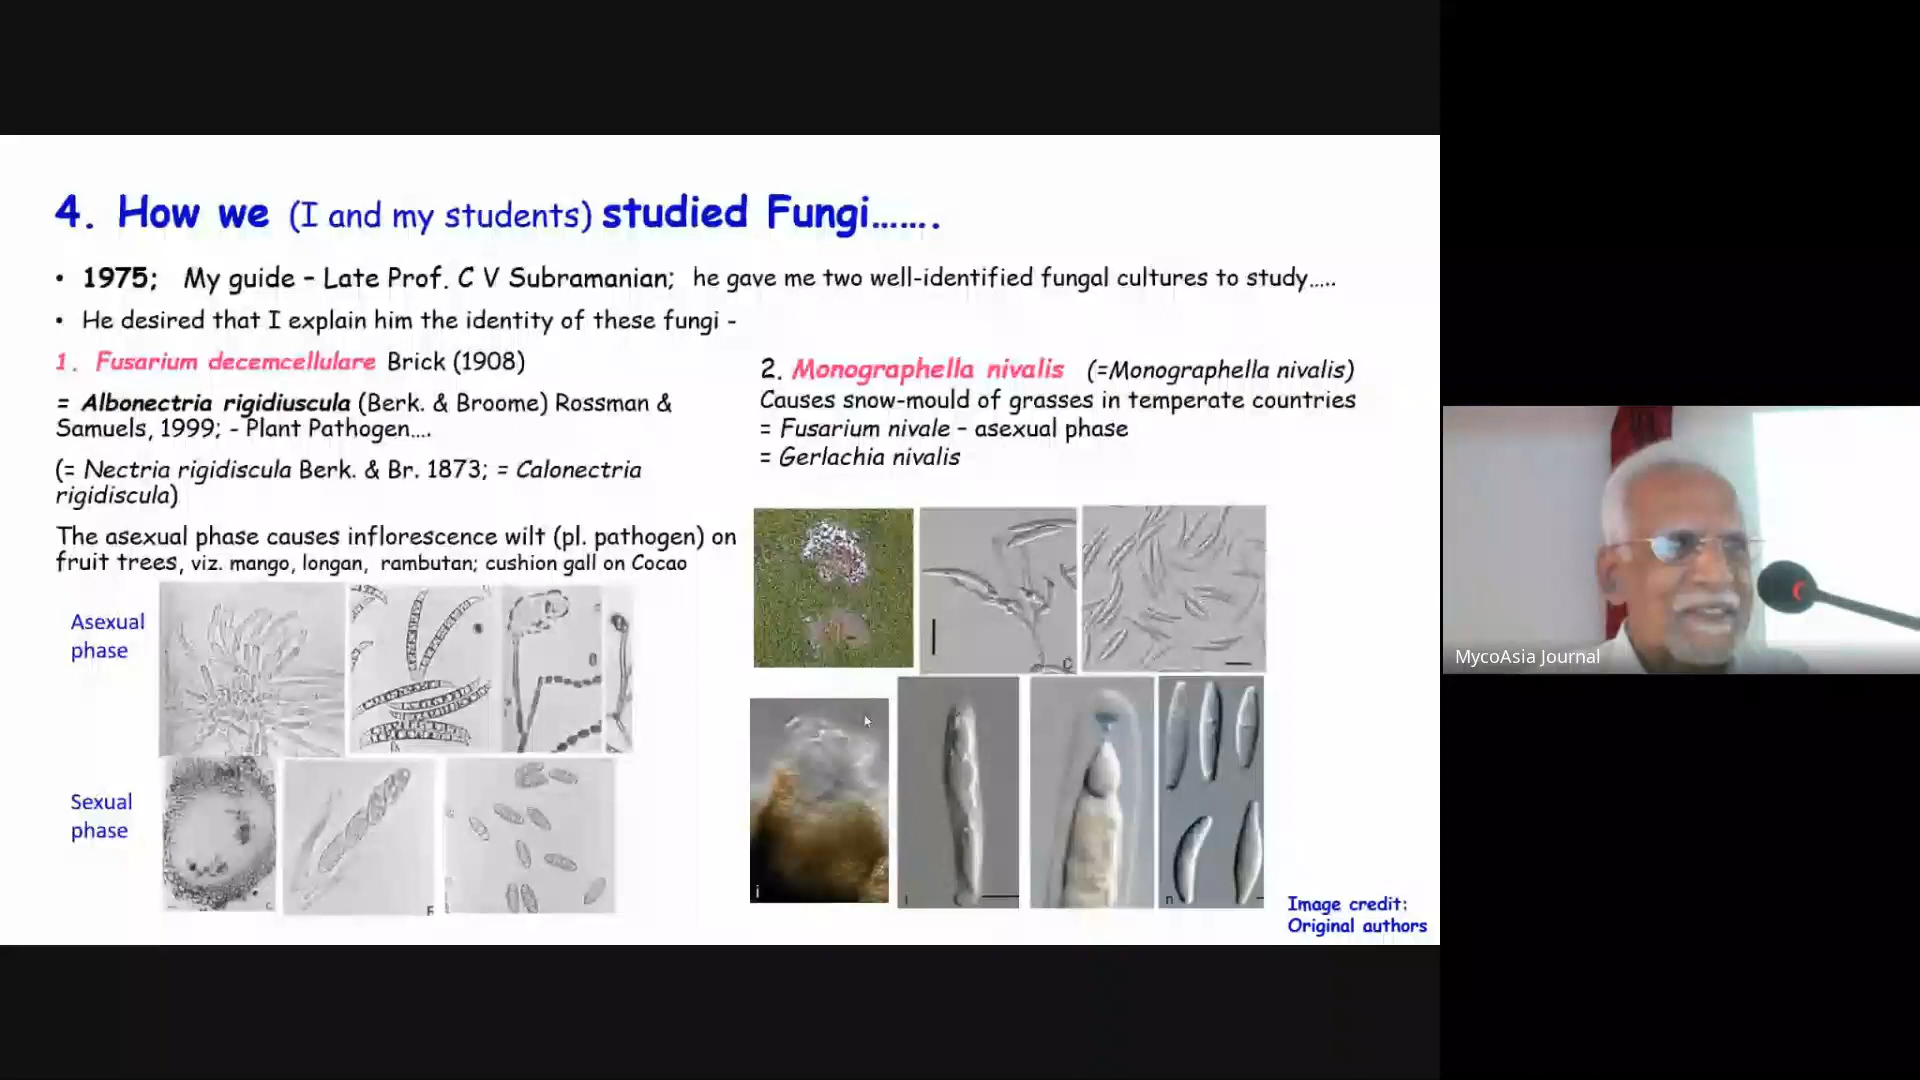 4. How we (I and my students) studied Fungi.......
• 1975; My guide – Late Prof. C V Subramanian; he gave me two well-identified fungal cultures to study.....
• He desired that I explain him the identity of these fungi -
1. Fusarium decemcellulare Brick (1908)
= Albonectria rigidiuscula (Berk. & Broome) Rossman &
Samuels, 1999; - Plant Pathogen....
(= Nectria rigidiscula Berk. & Br. 1873; = Calonectria
rigidiscula)
The asexual phase causes inflorescence wilt (pl. pathogen) on
fruit trees, viz. mango, longan, rambutan; cushion gall on Cocao
Asexual
phase
Sexual
phase
2. Monographella nivalis (=Monographella nivalis)
Causes snow-mould of grasses in temperate countries
= Fusarium nivale – asexual phase
= Gerlachia nivalis
Image credit:
Original authors
MycoAsia Journal